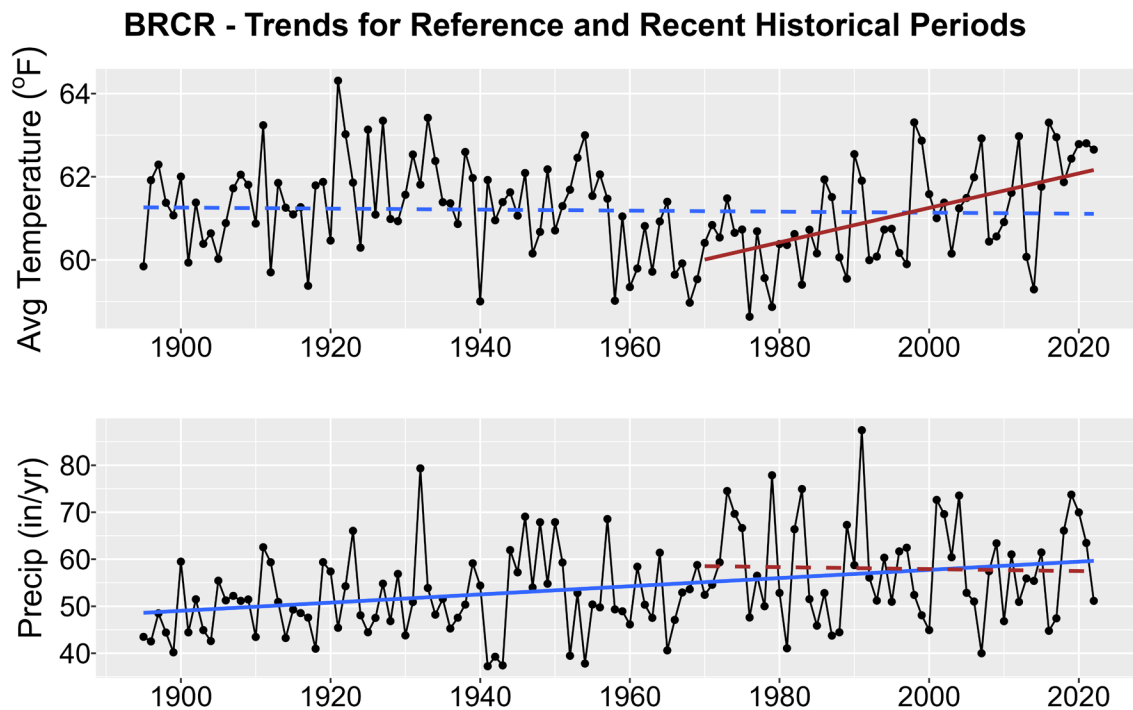 BRCR - Trends for Reference and Recent Historical Periods
Avg Temperature (°F)
64
62
60
1900 1920 1940 1960 1980 2000 2020
Precip (in/yr)
80
70
60
50
40
1900 1920 1940 1960 1980 2000 2020